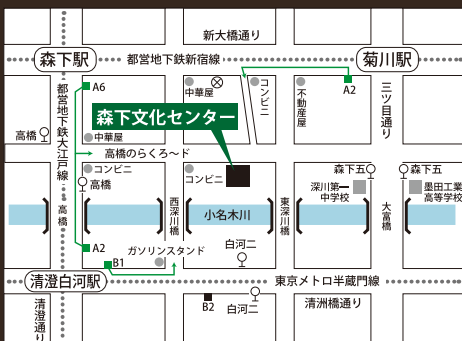 新大橋通り
森下駅
都営地下鉄新宿線
菊川駅
A6
中華屋
コンビニ
不動産屋
A2
三ツ目通り
都営地下鉄大江戸線
森下文化センター
高橋
中華屋
高橋のらくろ〜ド
コンビニ
高橋
コンビニ
森下五
森下五
深川第一
中学校
墨田工業
高等学校
高橋
西深川橋
小名木川
東深川橋
大富橋
A2
B1
ガソリンスタンド
白河二
清澄白河駅
東京メトロ半蔵門線
清澄通り
B2
白河二
清洲橋通り